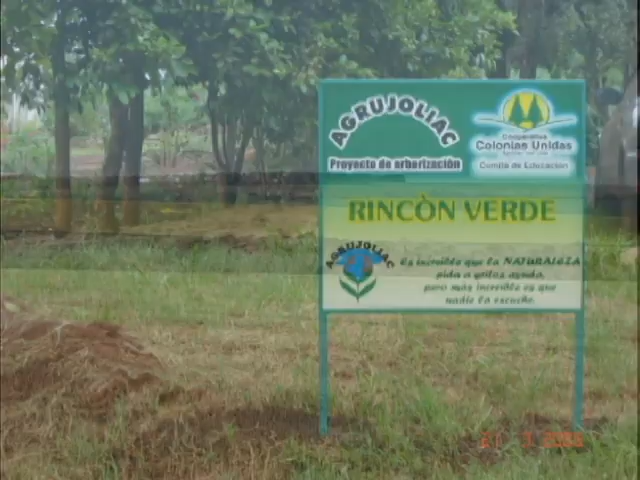 AGRUJOLIAC
Proyecto de arborización
Cooperativa
Colonias Unidas
Comité de Educación
RINCÒN VERDE
AGRUJOLIAC
Es increíble que la NATURALEZA
pida a gritos ayuda,
pero más increíble es que
nadie la escuche.